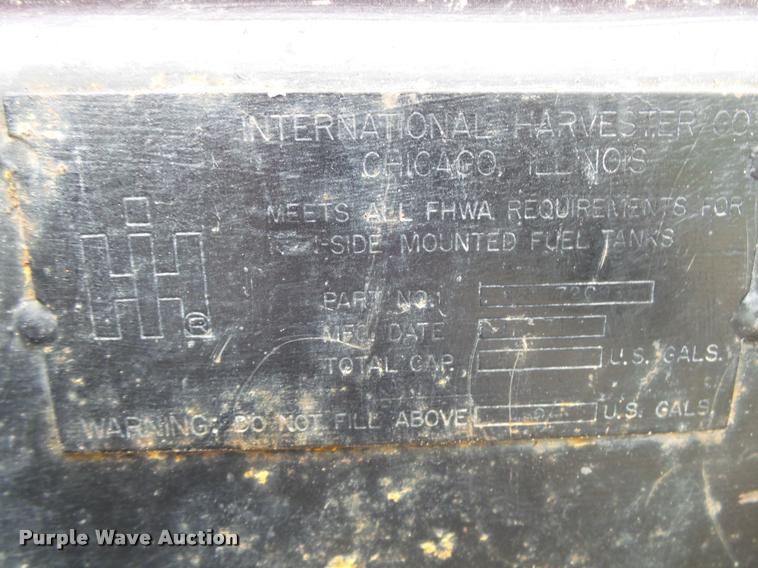 INTERNATIONAL HARVESTER CO.
CHICAGO, ILLINOIS
MEETS ALL FHWA REQUIREMENTS FOR
-SIDE MOUNTED FUEL TANKS
IH ®
PART NO.
MFG DATE
TOTAL CAP. U.S. GALS.
WARNING: DO NOT FILL ABOVE U.S. GALS.
Purple Wave Auction